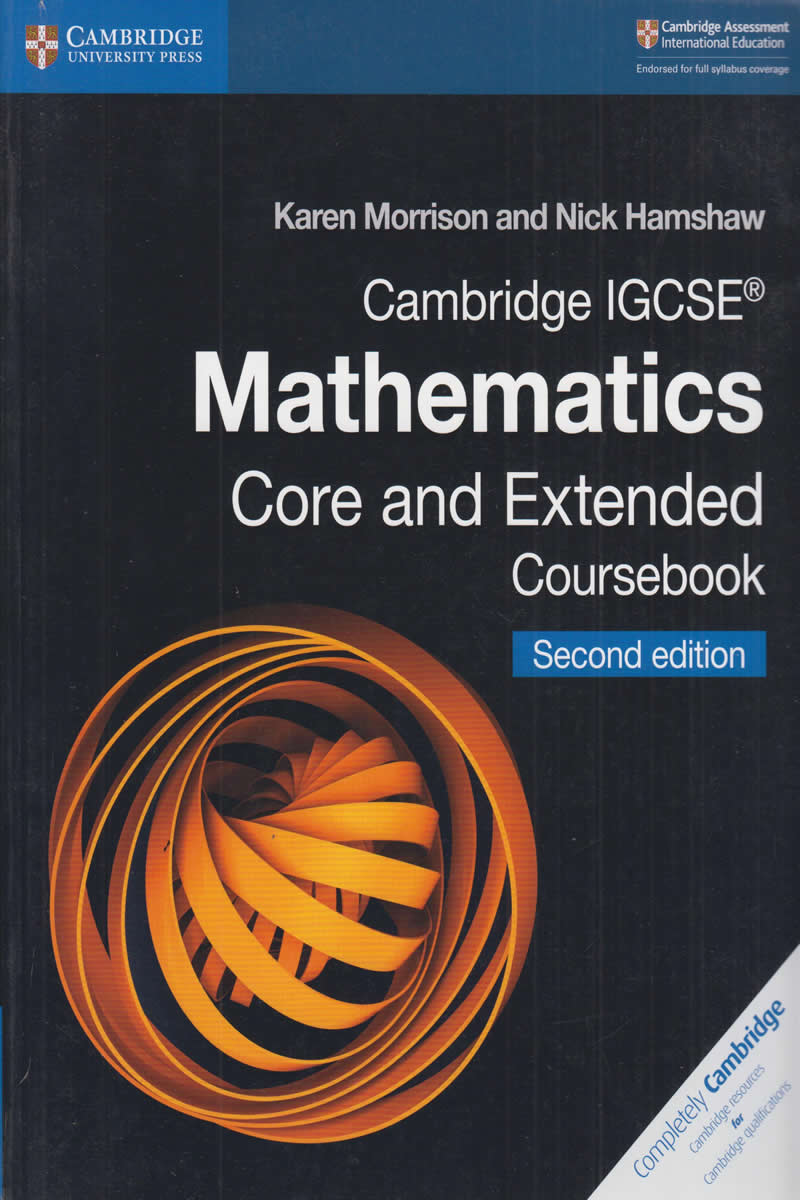 CAMBRIDGE
UNIVERSITY PRESS
Cambridge Assessment
International Education
Endorsed for full syllabus coverage
Karen Morrison and Nick Hamshaw
Cambridge IGCSE®
Mathematics
Core and Extended
Coursebook
Second edition
Completely Cambridge
Cambridge resources
for
Cambridge qualifications